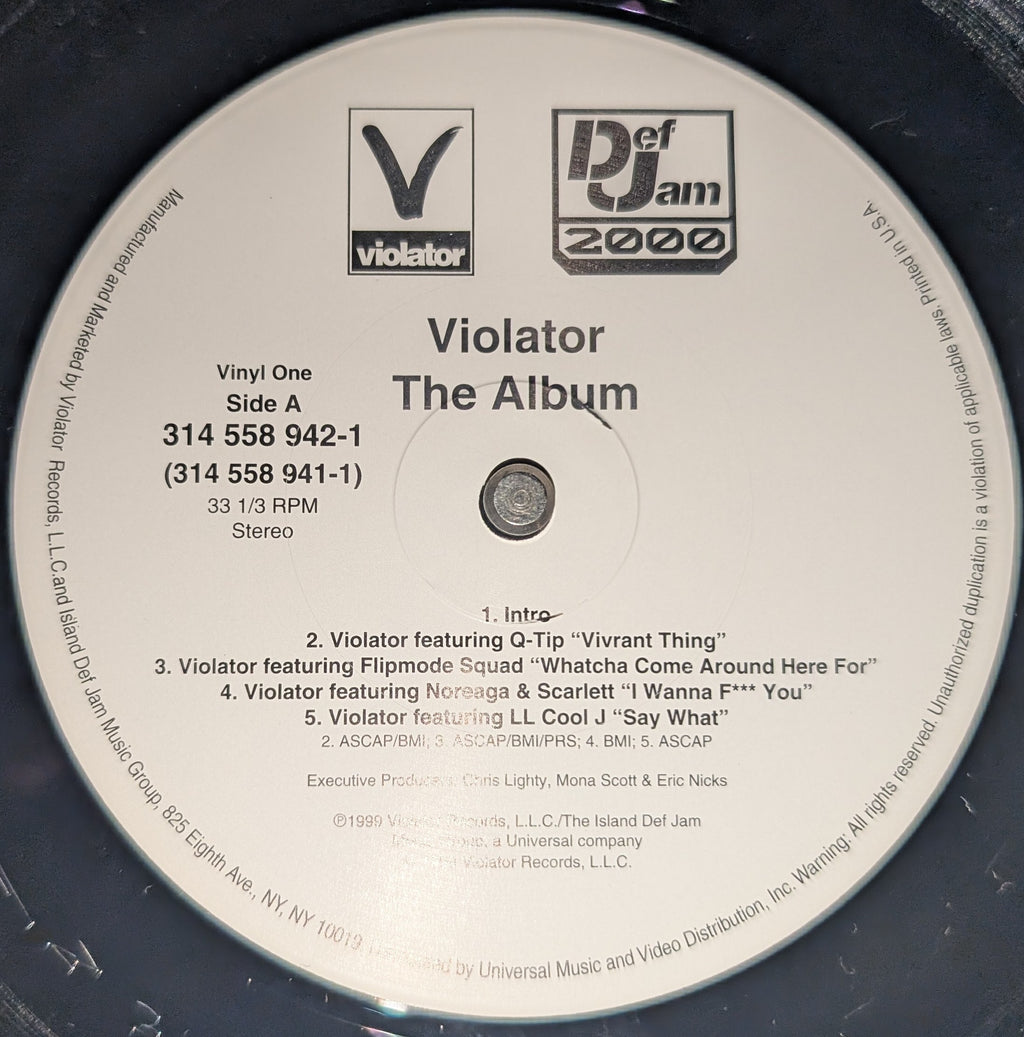 V
violator
Def Jam
2000
Violator
The Album
Vinyl One
Side A
314 558 942-1
(314 558 941-1)
33 1/3 RPM
Stereo
1. Intro
2. Violator featuring Q-Tip “Vivrant Thing”
3. Violator featuring Flipmode Squad “Whatcha Come Around Here For”
4. Violator featuring Noreaga & Scarlett “I Wanna F*** You”
5. Violator featuring LL Cool J “Say What”
2. ASCAP/BMI; 3. ASCAP/BMI/PRS; 4. BMI; 5. ASCAP
Executive Producers: Chris Lighty, Mona Scott & Eric Nicks
℗1999 Violator Records, L.L.C./The Island Def Jam
Group, a Universal company
Violator Records, L.L.C.
Manufactured and Marketed by Violator Records, L.L.C.and Island Def Jam Music Group, 825 Eighth Ave., NY, NY 10019 by Universal Music and Video Distribution, Inc. Warning: All rights reserved. Unauthorized duplication is a violation of applicable laws. Printed in U.S.A.